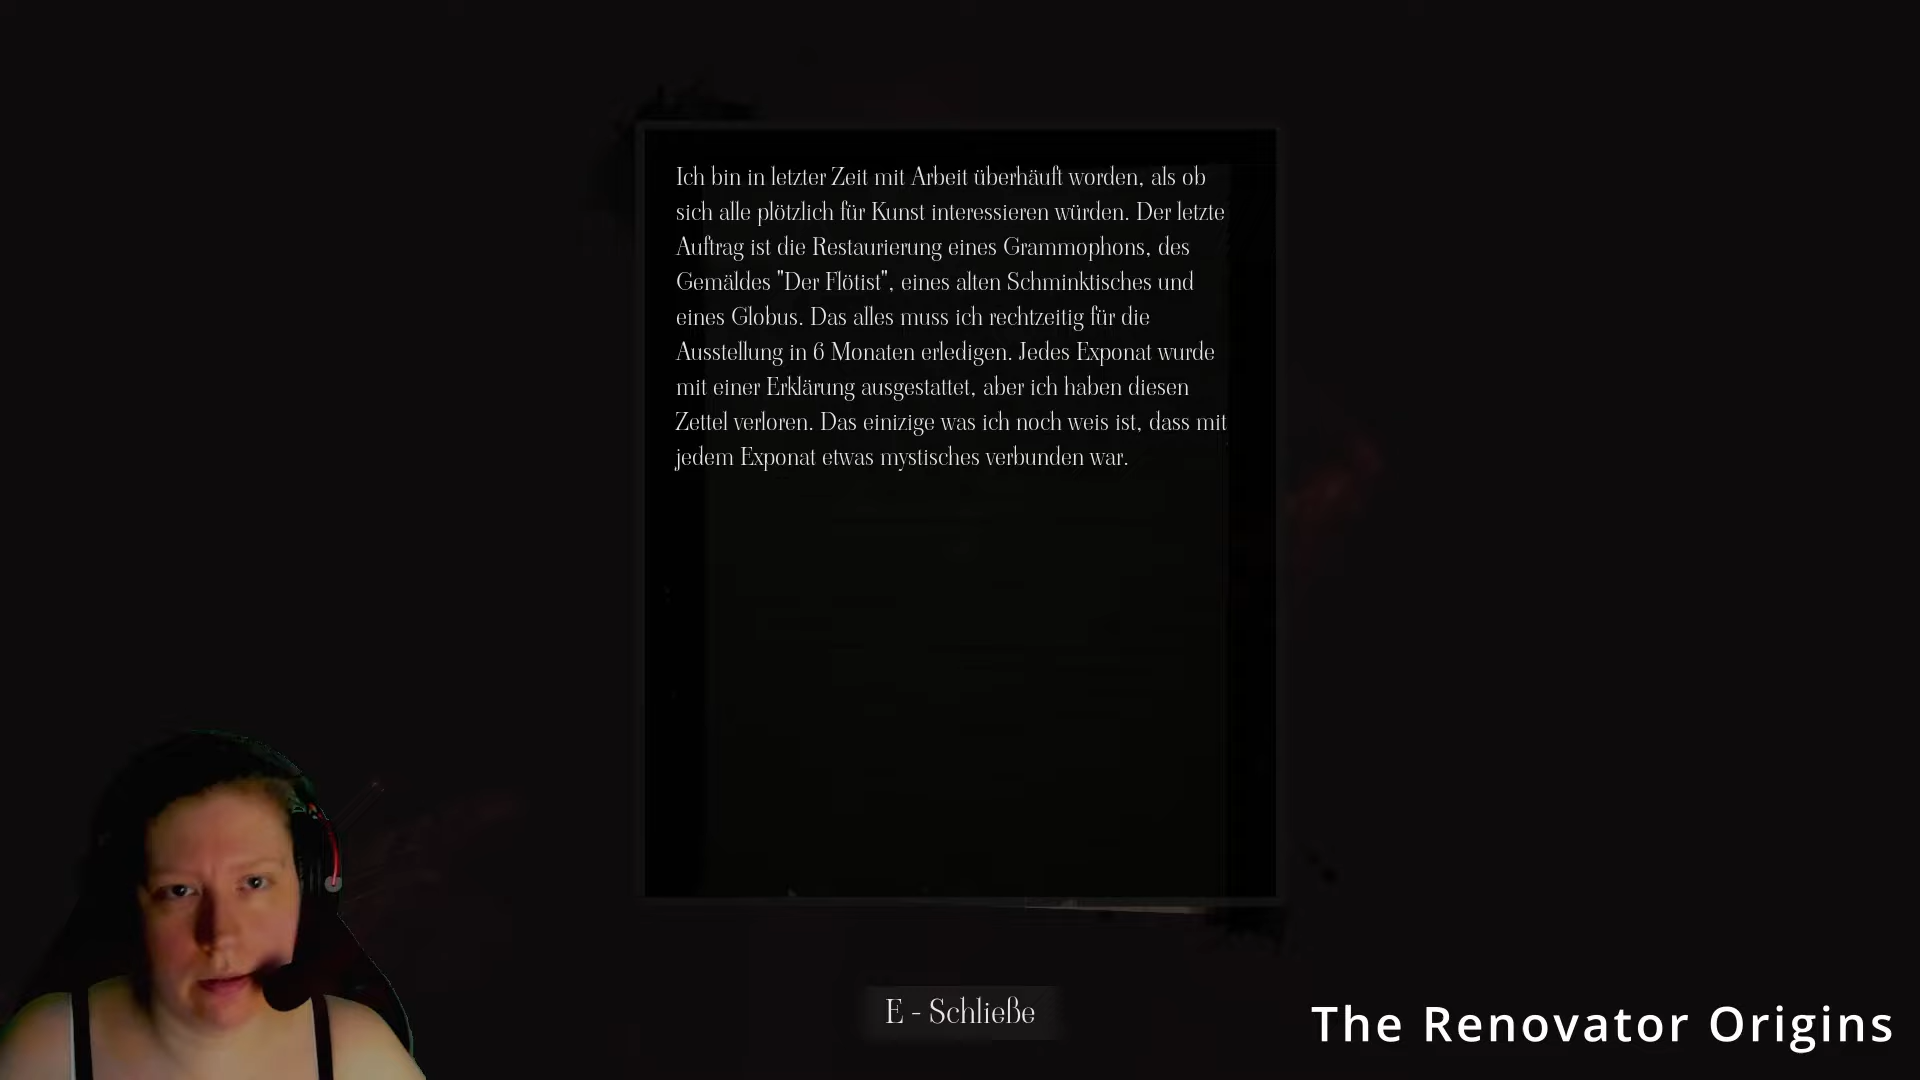 Ich bin in letzter Zeit mit Arbeit überhäuft worden, als ob
sich alle plötzlich für Kunst interessieren würden. Der letzte
Auftrag ist die Restaurierung eines Grammophons, des
Gemäldes "Der Flötist", eines alten Schminktisches und
eines Globus. Das alles muss ich rechtzeitig für die
Ausstellung in 6 Monaten erledigen. Jedes Exponat wurde
mit einer Erklärung ausgestattet, aber ich haben diesen
Zettel verloren. Das einizige was ich noch weis ist, dass mit
jedem Exponat etwas mystisches verbunden war.
E - Schließe
The Renovator Origins